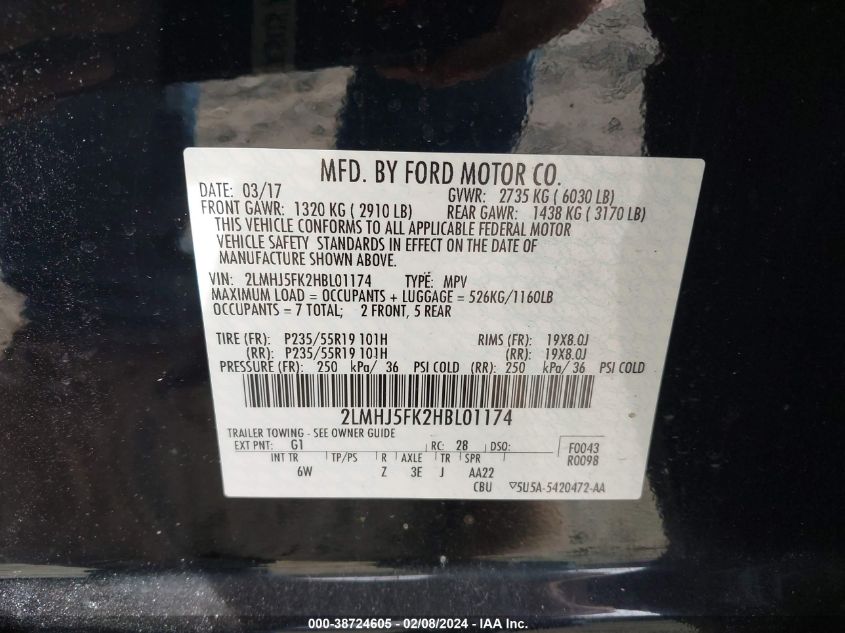 MFD. BY FORD MOTOR CO.
DATE: 03/17 GVWR: 2735 KG ( 6030 LB)
FRONT GAWR: 1320 KG ( 2910 LB) REAR GAWR: 1438 KG ( 3170 LB)
THIS VEHICLE CONFORMS TO ALL APPLICABLE FEDERAL MOTOR
VEHICLE SAFETY STANDARDS IN EFFECT ON THE DATE OF
MANUFACTURE SHOWN ABOVE.
VIN: 2LMHJ5FK2HBL01174 TYPE: MPV
MAXIMUM LOAD = OCCUPANTS + LUGGAGE = 526KG/1160LB
OCCUPANTS = 7 TOTAL; 2 FRONT, 5 REAR
TIRE (FR): P235/55R19 101H RIMS (FR): 19X8.0J
(RR): P235/55R19 101H (RR): 19X8.0J
PRESSURE (FR): 250 kPa/ 36 PSI COLD (RR): 250 kPa/ 36 PSI COLD
2LMHJ5FK2HBL01174
TRAILER TOWING - SEE OWNER GUIDE
EXT PNT: G1 RC: 28 DSO: F0043
INT TR TP/PS R AXLE TR SPR R0098
6W Z 3E J AA22
CBU 5U5A-5420472-AA
000-38724605 - 02/08/2024 - IAA Inc.